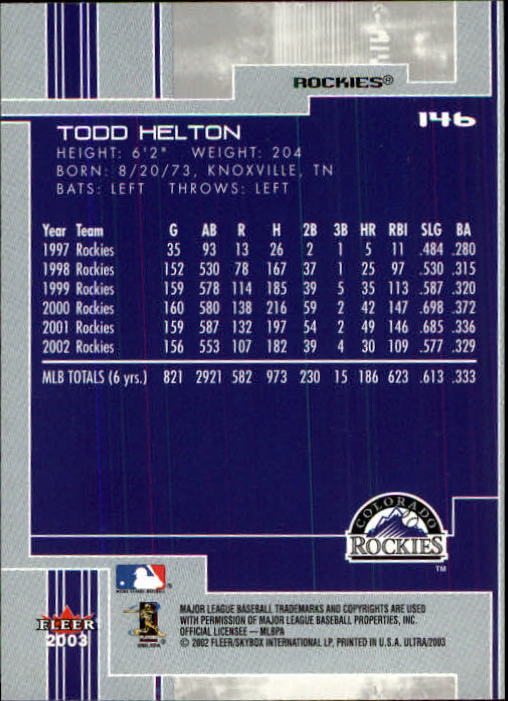 ROCKIES®
146
TODD HELTON
HEIGHT: 6'2" WEIGHT: 204
BORN: 8/20/73, KNOXVILLE, TN
BATS: LEFT THROWS: LEFT
Year Team G AB R H 2B 3B HR RBI SLG BA
1997 Rockies 35 93 13 26 2 1 5 11 .484 .280
1998 Rockies 152 530 78 167 37 1 25 97 .530 .315
1999 Rockies 159 578 114 185 39 5 35 113 .587 .320
2000 Rockies 160 580 138 216 59 2 42 147 .698 .372
2001 Rockies 159 587 132 197 54 2 49 146 .685 .336
2002 Rockies 156 553 107 182 39 4 30 109 .577 .329
MLB TOTALS (6 yrs.) 821 2921 582 973 230 15 186 623 .613 .333
COLORADO
ROCKIES
TM
FLEER
2003
MAJOR LEAGUE BASEBALL TRADEMARKS AND COPYRIGHTS ARE USED
WITH PERMISSION OF MAJOR LEAGUE BASEBALL PROPERTIES, INC.
OFFICIAL LICENSEE — MLBPA
© 2002 FLEER/SKYBOX INTERNATIONAL LP. PRINTED IN U.S.A. ULTRA/2003